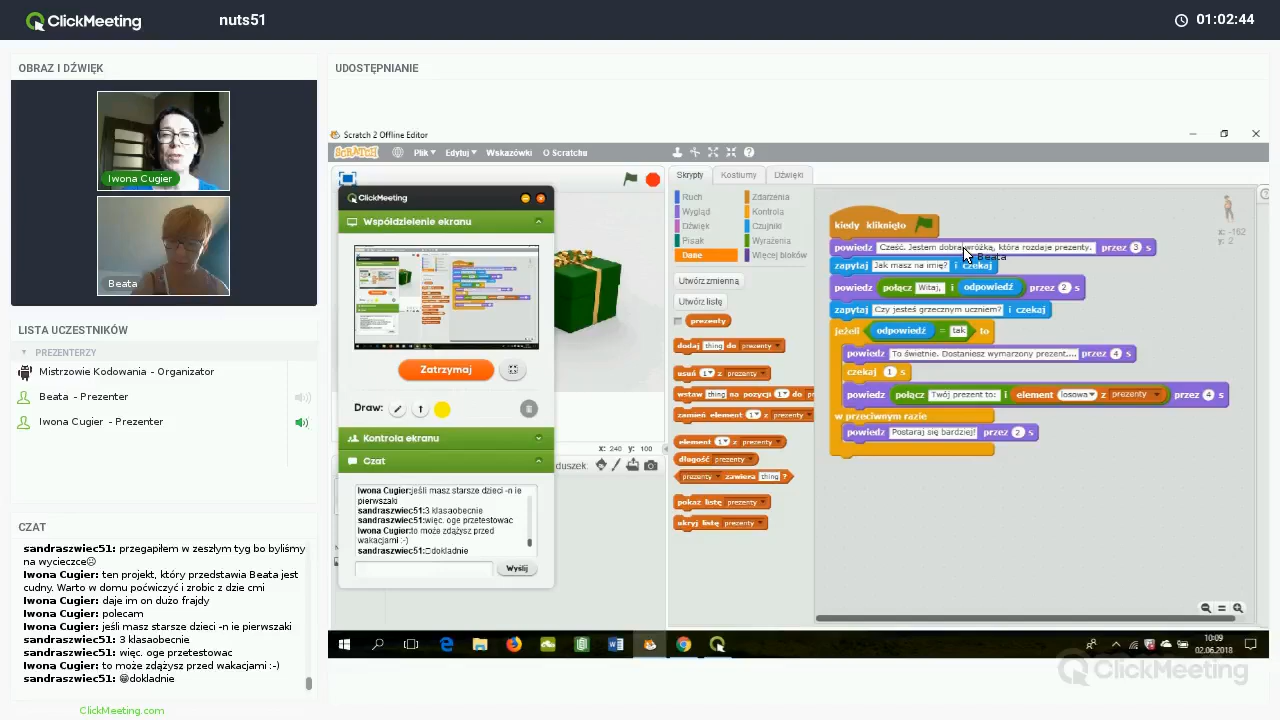 ClickMeeting
nuts51
01:02:44
OBRAZ I DŹWIĘK
UDOSTĘPNIANIE
Iwona Cugier
Beata
LISTA UCZESTNIKÓW
PREZENTERZY
Mistrzowie Kodowania - Organizator
Beata - Prezenter
Iwona Cugier - Prezenter
CZAT
sandraszwiec51: przegapiłem w zeszłym tyg bo byliśmy
na wycieczce☹
Iwona Cugier: ten projekt, który przedstawia Beata jest
cudny. Warto w domu poćwiczyć i zrobic z dzie cmi
Iwona Cugier: daje im on dużo frajdy
Iwona Cugier: polecam
Iwona Cugier: jeśli masz starsze dzieci -n ie pierwszaki
sandraszwiec51: 3 klasaobecnie
sandraszwiec51: więc. oge przetestowac
Iwona Cugier: to może zdążysz przed wakacjami :-)
sandraszwiec51: 😁dokladnie
ClickMeeting.com
Scratch 2 Offline Editor
SCRATCH
Plik
Edytuj
Wskazówki
O Scratchu
ClickMeeting
Współdzielenie ekranu
Zatrzymaj
Draw:
Kontrola ekranu
Czat
Iwona Cugier:jeśli masz starsze dzieci -n ie
pierwszaki
sandraszwiec51:3 klasaobecnie
sandraszwiec51:więc. oge przetestowac
Iwona Cugier:to może zdążysz przed
wakacjami :-)
sandraszwiec51:□dokladnie
Wyślij
x: 240 y: 100
duszek:
Skrypty
Kostiumy
Dźwięki
Ruch
Zdarzenia
Wygląd
Kontrola
Dźwięk
Czujniki
Pisak
Wyrażenia
Dane
Więcej bloków
Utwórz zmienną
Utwórz listę
prezenty
dodaj thing do prezenty
usuń 1 z prezenty
wstaw thing na pozycji 1 do
zamień element 1 z prezenty
element 1 z prezenty
długość prezenty
prezenty zawiera thing ?
pokaż listę prezenty
ukryj listę prezenty
x: -162
y: 2
kiedy kliknięto
powiedz Cześć. Jestem dobrą wróżką, która rozdaje prezenty. przez 3 s
Beata
zapytaj Jak masz na imię? i czekaj
powiedz połącz Witaj, i odpowiedź przez 2 s
zapytaj Czy jesteś grzecznym uczniem? i czekaj
jeżeli odpowiedź = tak to
powiedz To świetnie. Dostaniesz wymarzony prezent.... przez 4 s
czekaj 1 s
powiedz połącz Twój prezent to: i element losowa z prezenty przez 4 s
w przeciwnym razie
powiedz Postaraj się bardziej! przez 2 s
10:09
02.06.2018
ClickMeeting